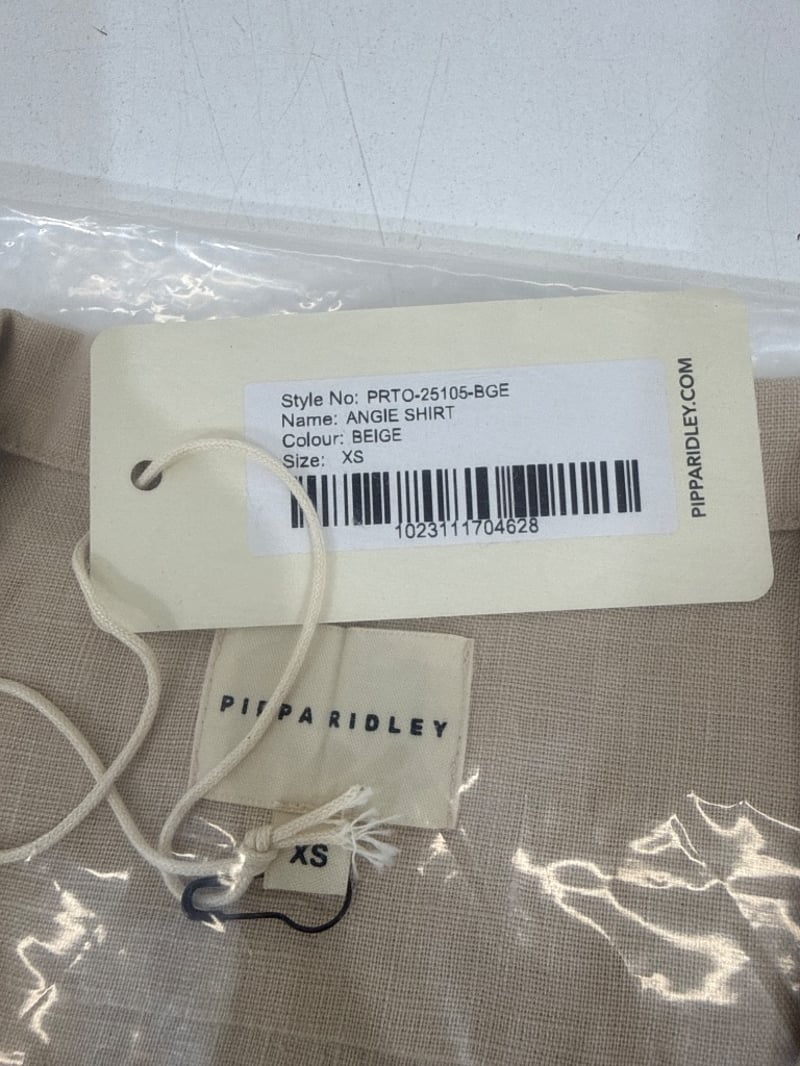 Style No: PRTO-25105-BGE
Name: ANGIE SHIRT
Colour: BEIGE
Size: XS
1023111704628
PIPPARIDLEY.COM
PIPPA RIDLEY
XS